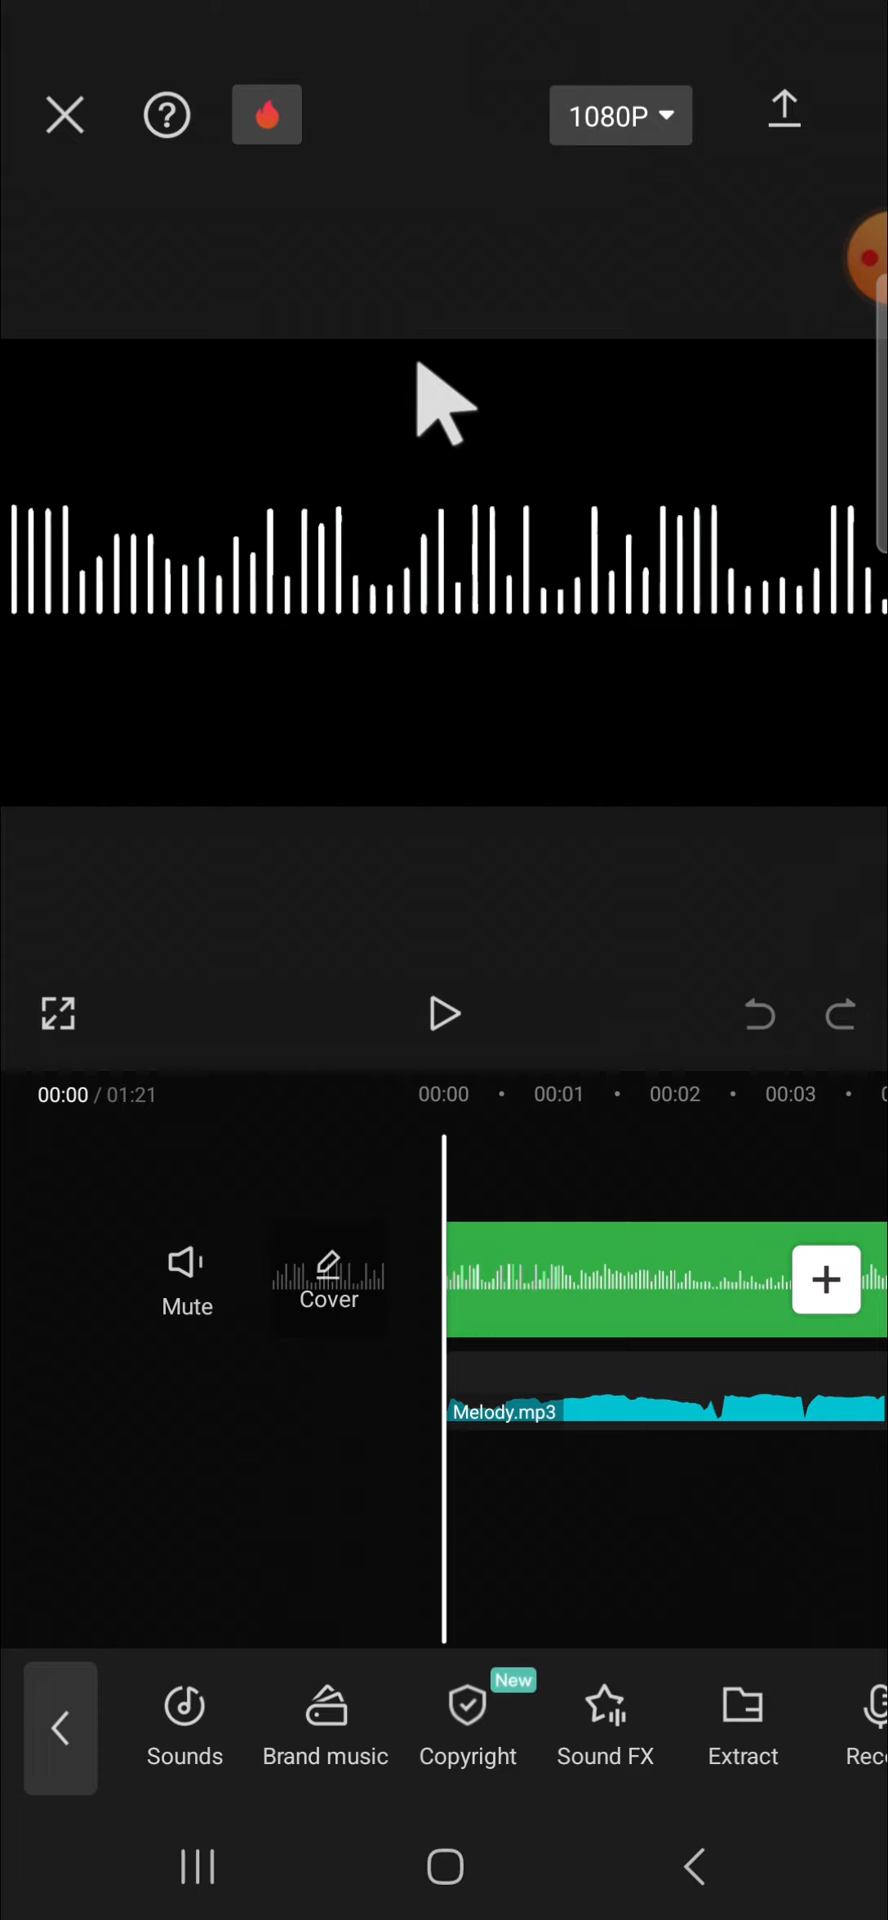 1080P
00:00 / 01:21
00:00
00:01
00:02
00:03
Mute
Cover
Melody.mp3
New
Sounds
Brand music
Copyright
Sound FX
Extract
Rec